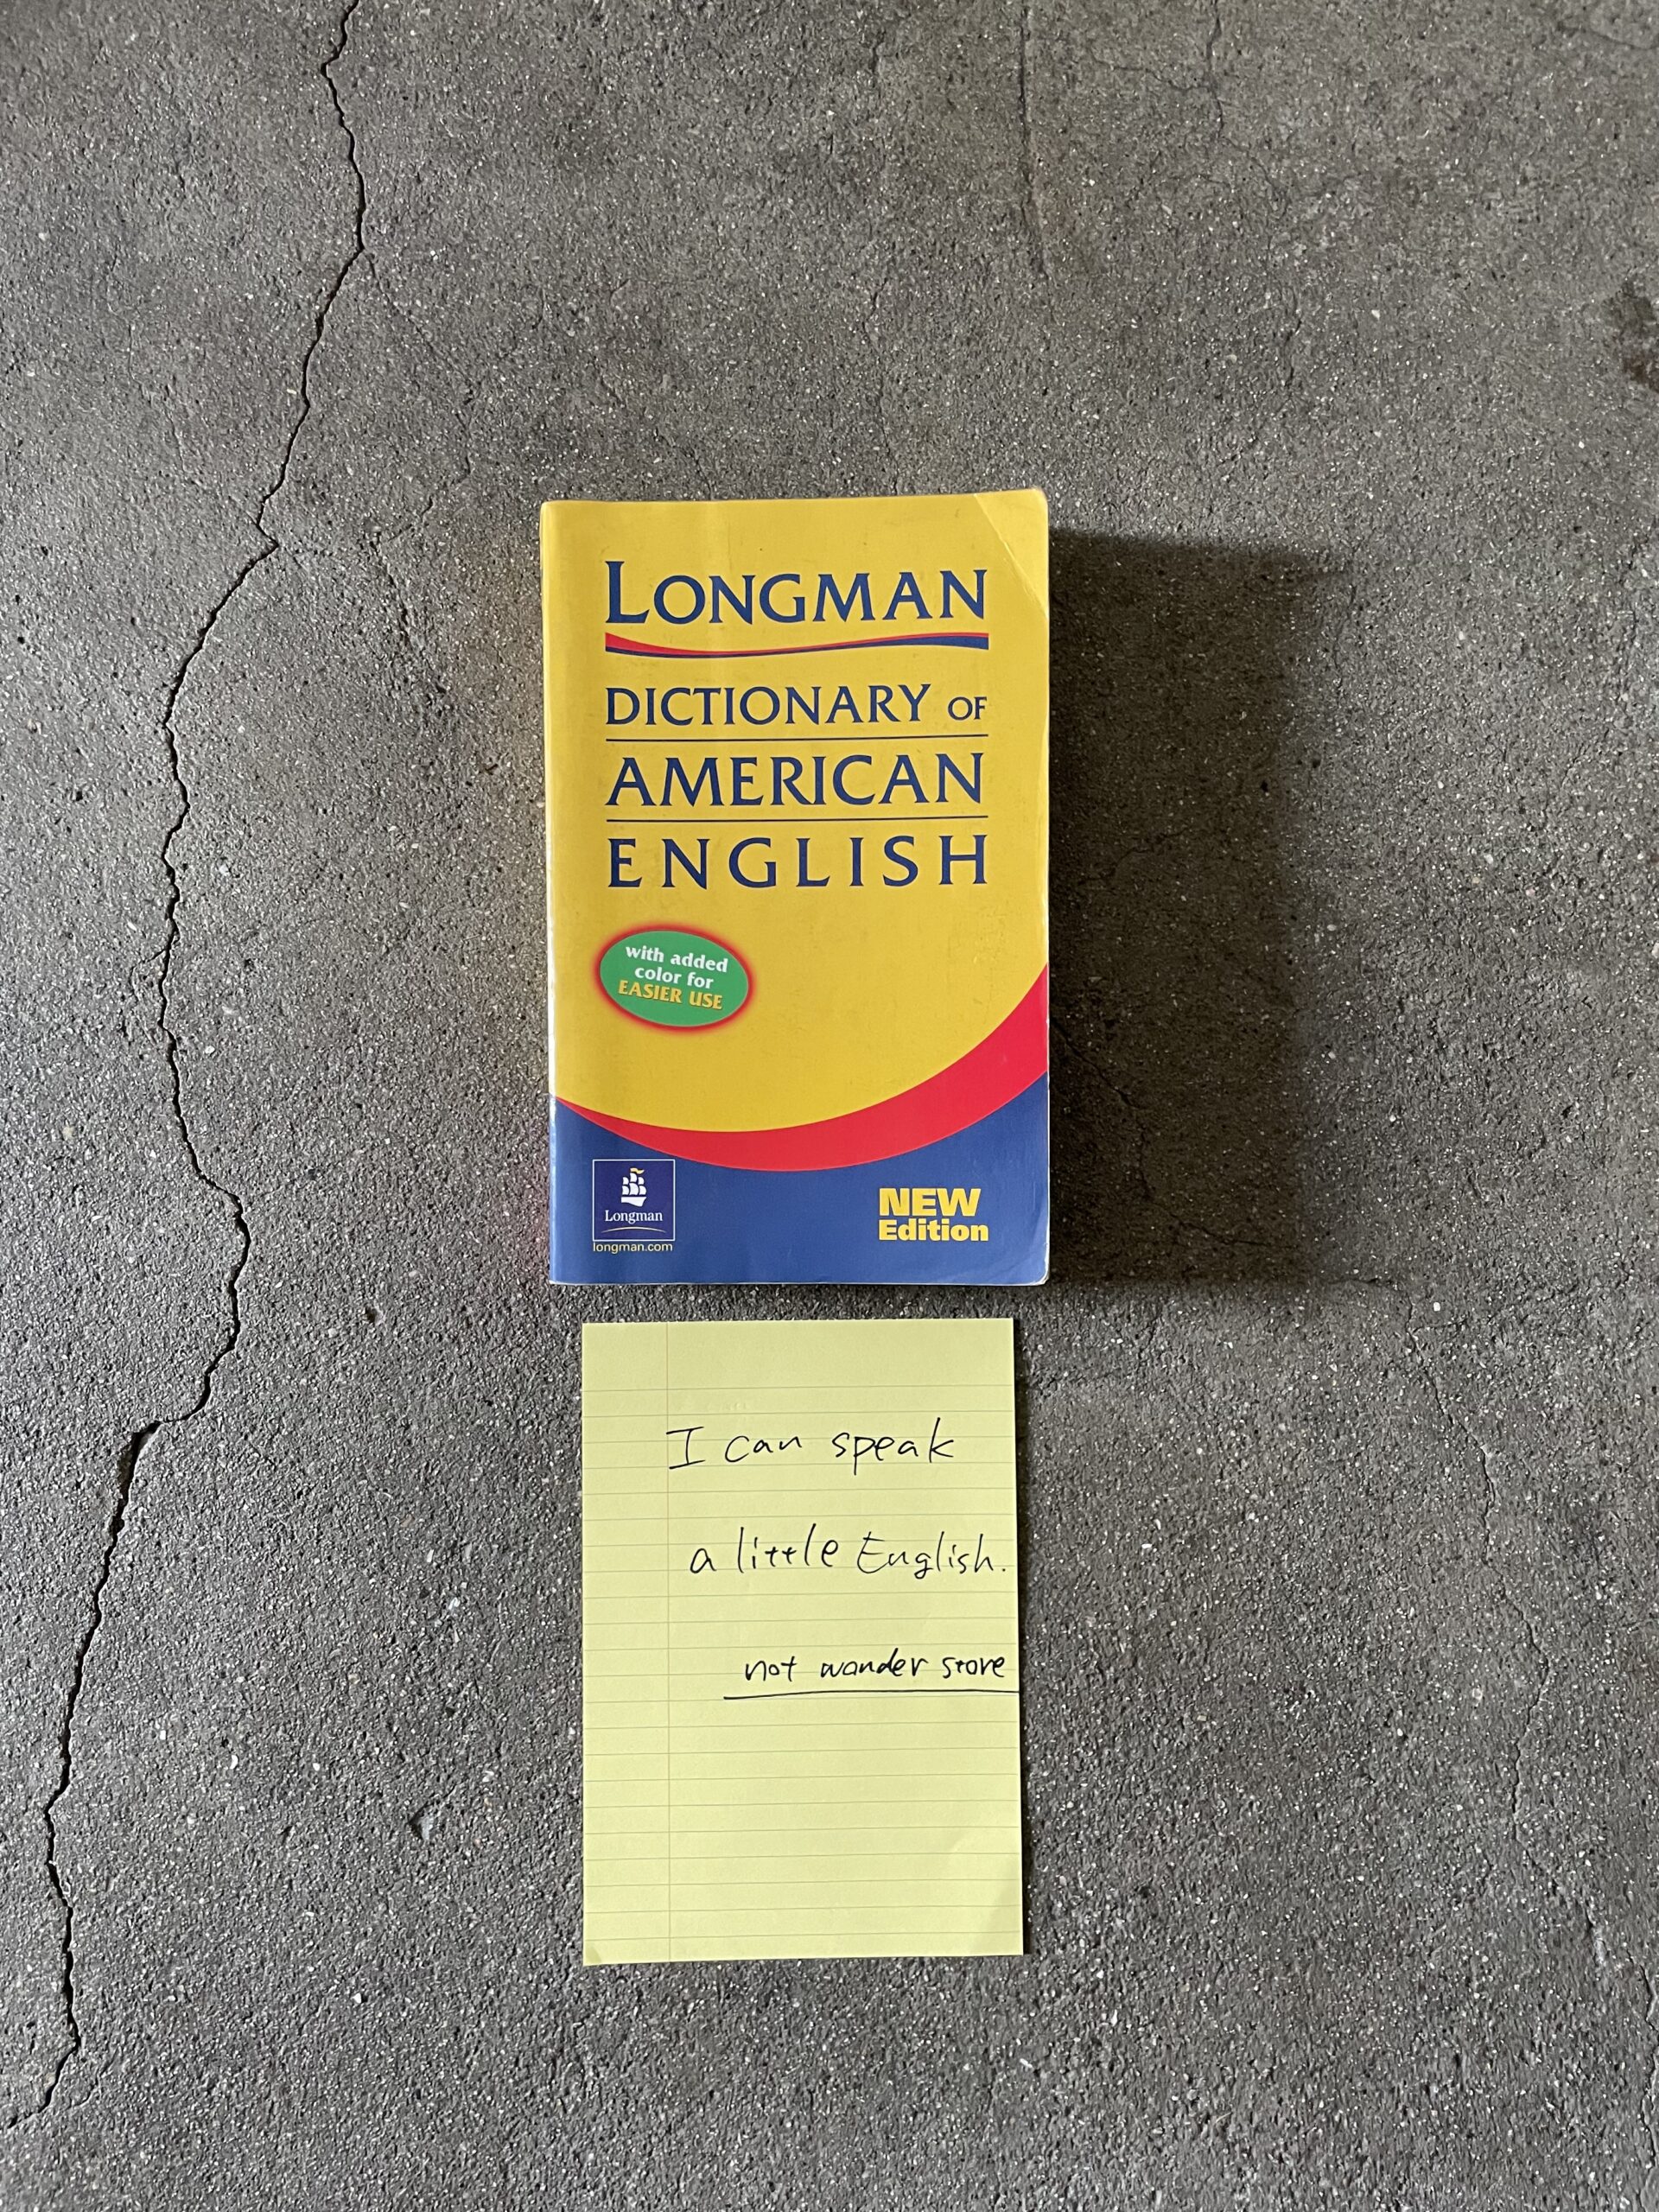 LONGMAN
DICTIONARY OF
AMERICAN
ENGLISH
with added
color for
EASIER USE
Longman
longman.com
NEW
Edition
I can speak
a little English.
not wander store